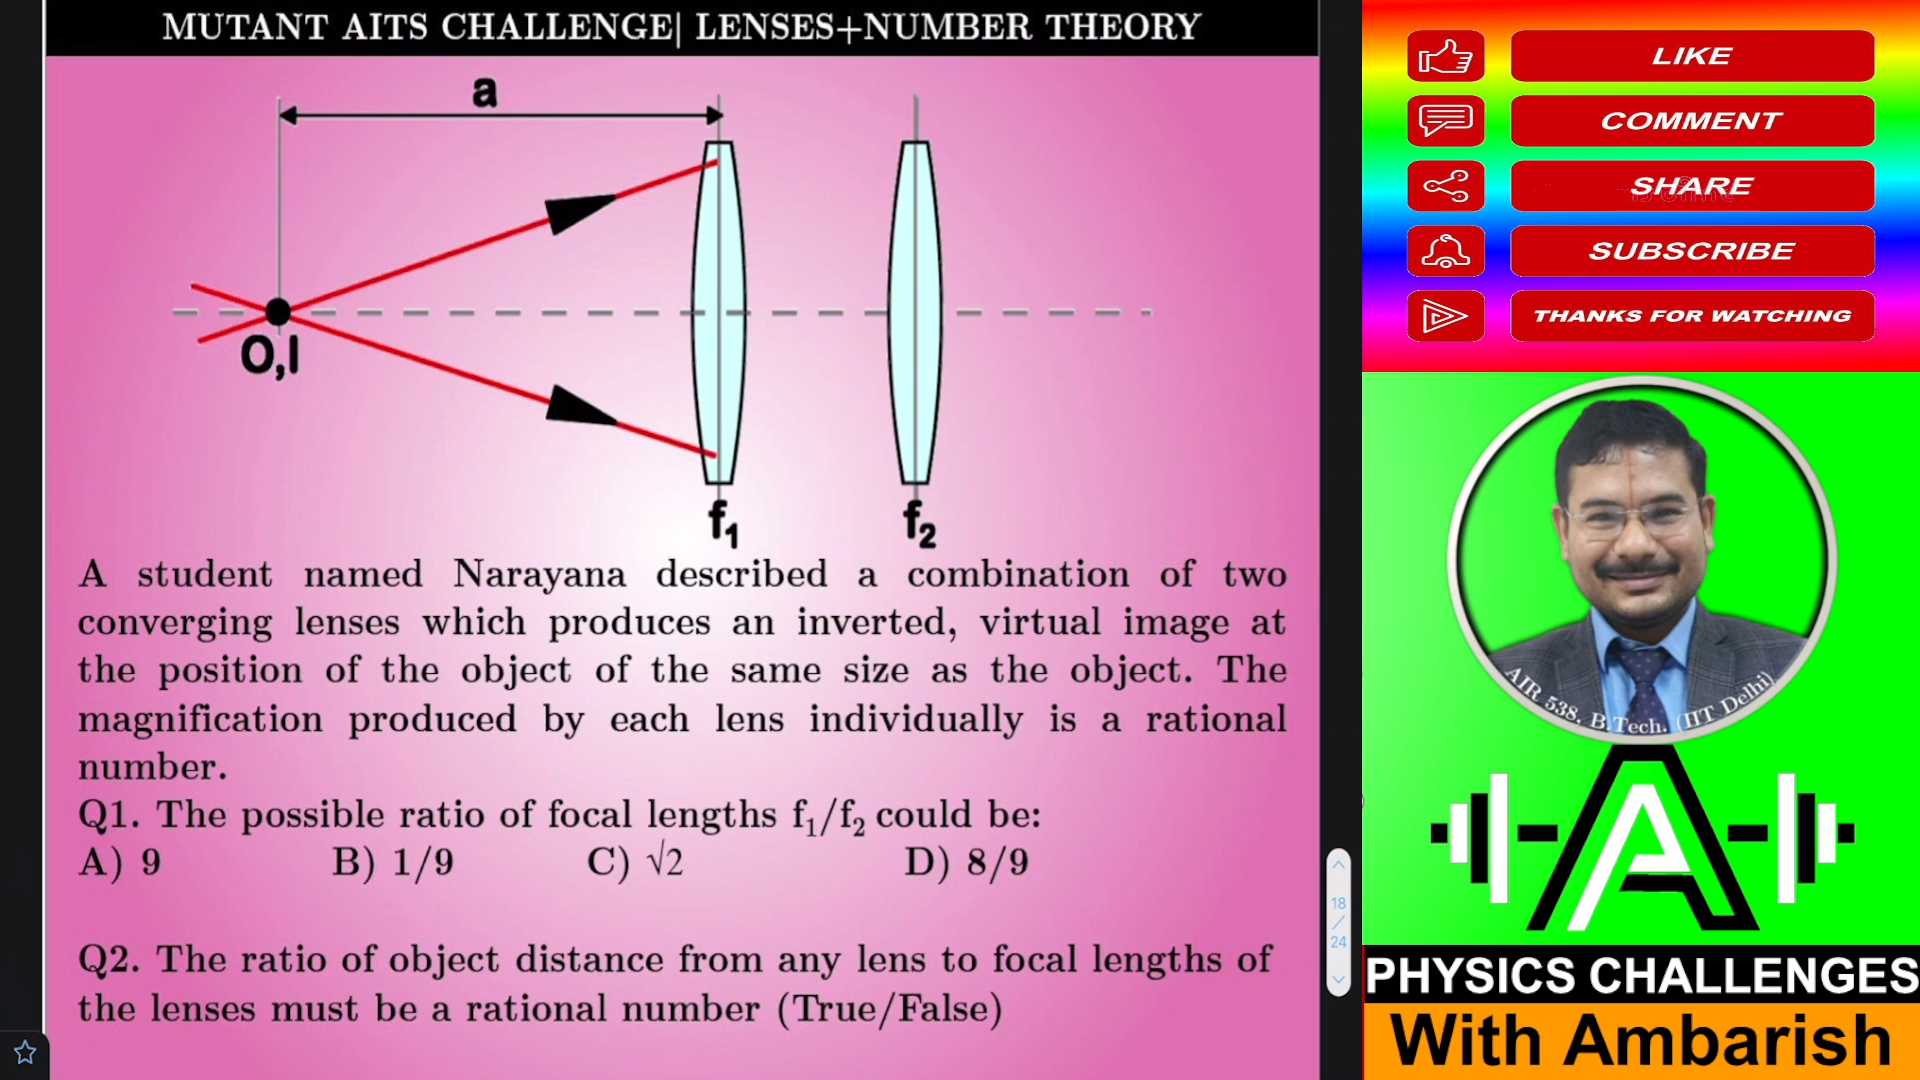 MUTANT AITS CHALLENGE| LENSES+NUMBER THEORY
a
O,I
f₁
f₂
A student named Narayana described a combination of two
converging lenses which produces an inverted, virtual image at
the position of the object of the same size as the object. The
magnification produced by each lens individually is a rational
number.
Q1. The possible ratio of focal lengths f₁/f₂ could be:
A) 9 B) 1/9 C) √2 D) 8/9
Q2. The ratio of object distance from any lens to focal lengths of
the lenses must be a rational number (True/False)
18
/
24
LIKE
COMMENT
SHARE
SUBSCRIBE
THANKS FOR WATCHING
AIR 538, B.Tech. (IIT Delhi)
A
PHYSICS CHALLENGES
With Ambarish